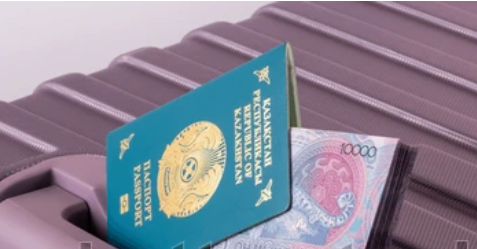 ҚАЗАҚСТАН
РЕСПУБЛИКАСЫ
REPUBLIC OF
KAZAKHSTAN
ПАСПОРТ
PASSPORT
10000